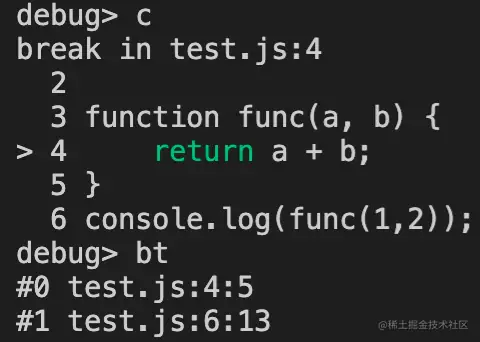 debug> c
break in test.js:4
  2
  3 function func(a, b) {
> 4     return a + b;
  5 }
  6 console.log(func(1,2));
debug> bt
#0 test.js:4:5
#1 test.js:6:13
@稀土掘金技术社区